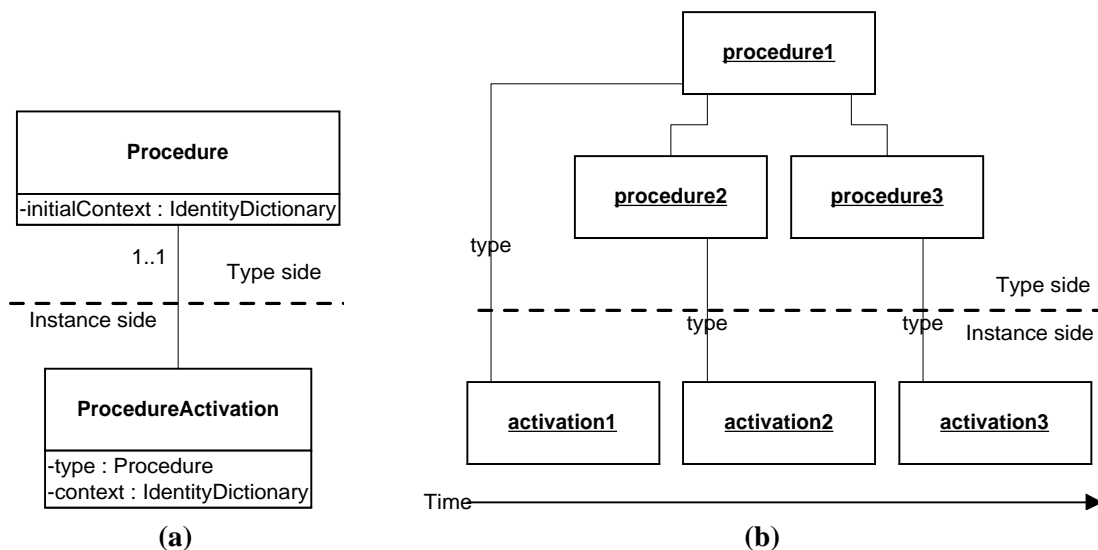 Procedure
-initialContext : IdentityDictionary
1..1
Type side
Instance side
ProcedureActivation
-type : Procedure
-context : IdentityDictionary
(a)
procedure1
procedure2
procedure3
type
Type side
type
type
Instance side
activation1
activation2
activation3
Time
(b)